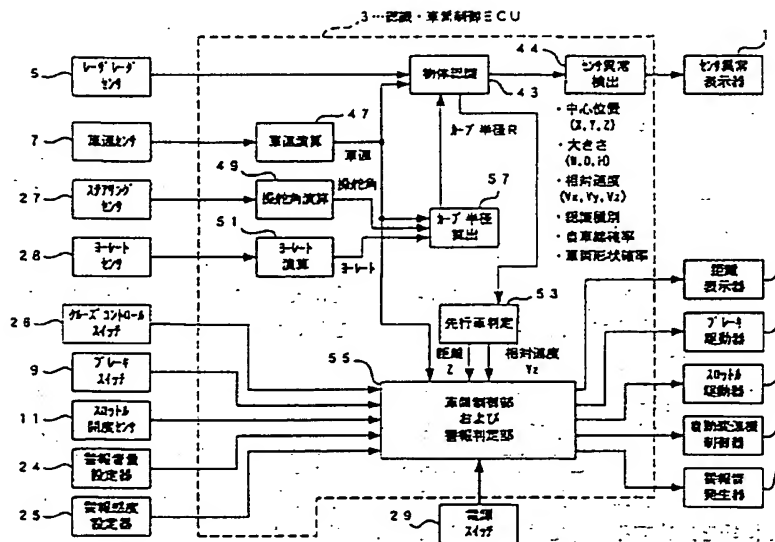 3…認識・車間制御ECU
5
レーザレーダ
センサ
7
車速センサ
27
ステアリング
センサ
28
ヨーレート
センサ
26
クルーズコントロール
スイッチ
9
ブレーキ
スイッチ
11
スロットル
開度センサ
24
警報音量
設定器
25
警報感度
設定器
47
車速演算
車速
49
操舵角演算
操舵角
51
ヨーレート
演算
ヨーレート
物体認識
43
カーブ半径R
57
カーブ半径
算出
44
センサ異常
検出
・中心位置
(X,Y,Z)
・大きさ
(W,D,H)
・相対速度
(Vx,Vy,Vz)
・認識種別
・自車線確率
・車両形状確率
53
先行車判定
距離
Z
相対速度
Vz
55
車間制御部
および
警報判定部
29
電源
スイッチ
1
センサ異常
表示器
距離
表示器
ブレーキ
駆動器
スロットル
駆動器
自動変速機
制御器
警報音
発生器